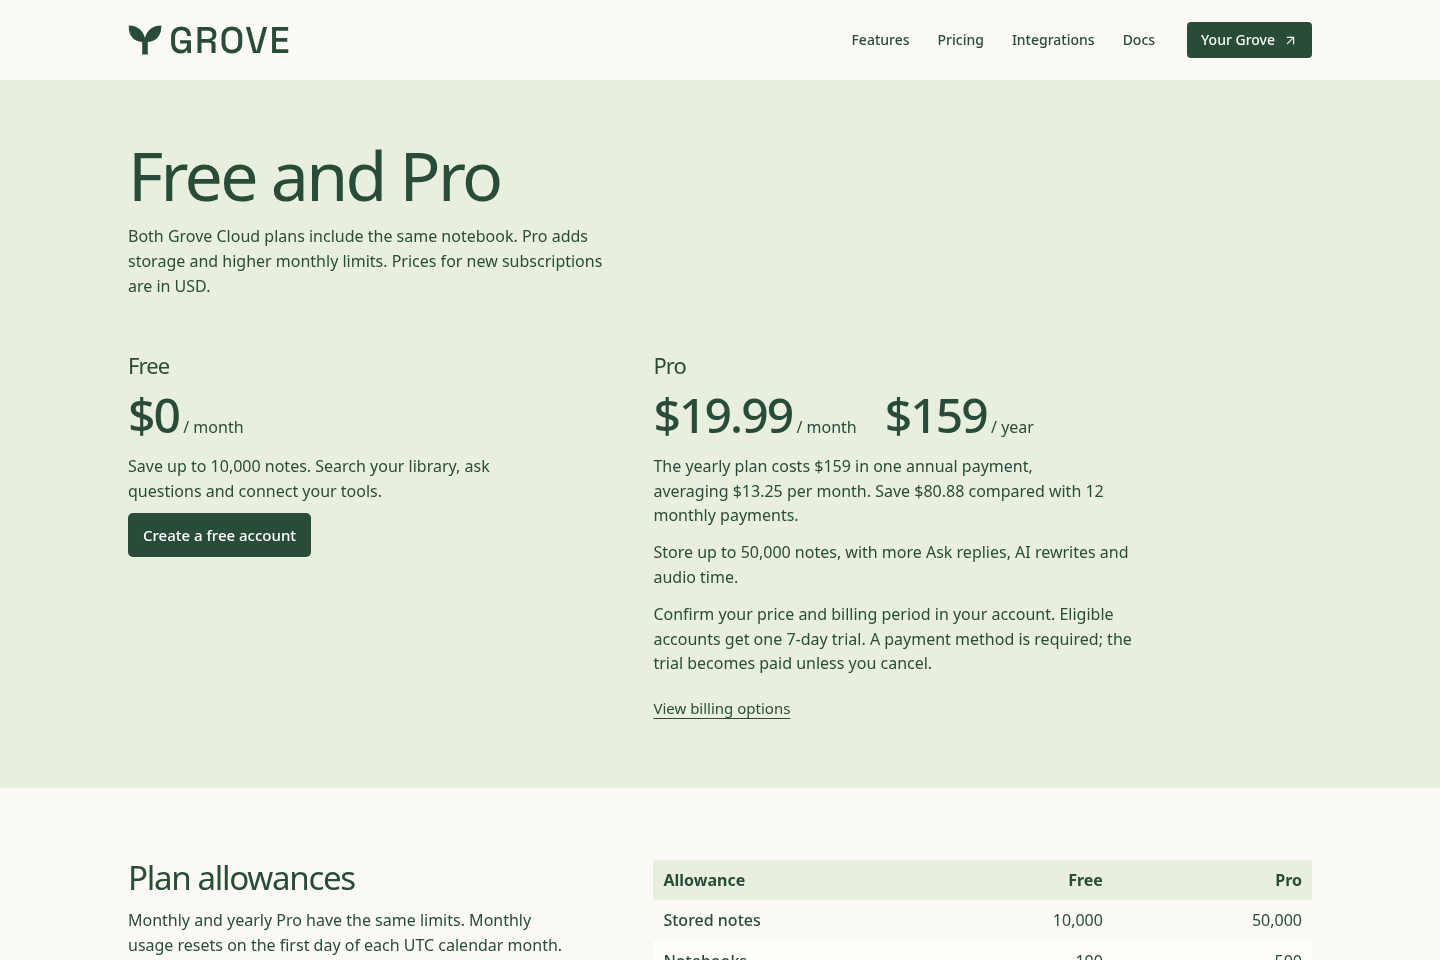 GROVE
Features
Pricing
Integrations
Docs
Your Grove
Free and Pro
Both Grove Cloud plans include the same notebook. Pro adds
storage and higher monthly limits. Prices for new subscriptions
are in USD.
Free
$0 / month
Save up to 10,000 notes. Search your library, ask
questions and connect your tools.
Create a free account
Pro
$19.99 / month $159 / year
The yearly plan costs $159 in one annual payment,
averaging $13.25 per month. Save $80.88 compared with 12
monthly payments.
Store up to 50,000 notes, with more Ask replies, AI rewrites and
audio time.
Confirm your price and billing period in your account. Eligible
accounts get one 7-day trial. A payment method is required; the
trial becomes paid unless you cancel.
View billing options
Plan allowances
Monthly and yearly Pro have the same limits. Monthly
usage resets on the first day of each UTC calendar month.
Allowance Free Pro
Stored notes 10,000 50,000
Notebooks 100 500